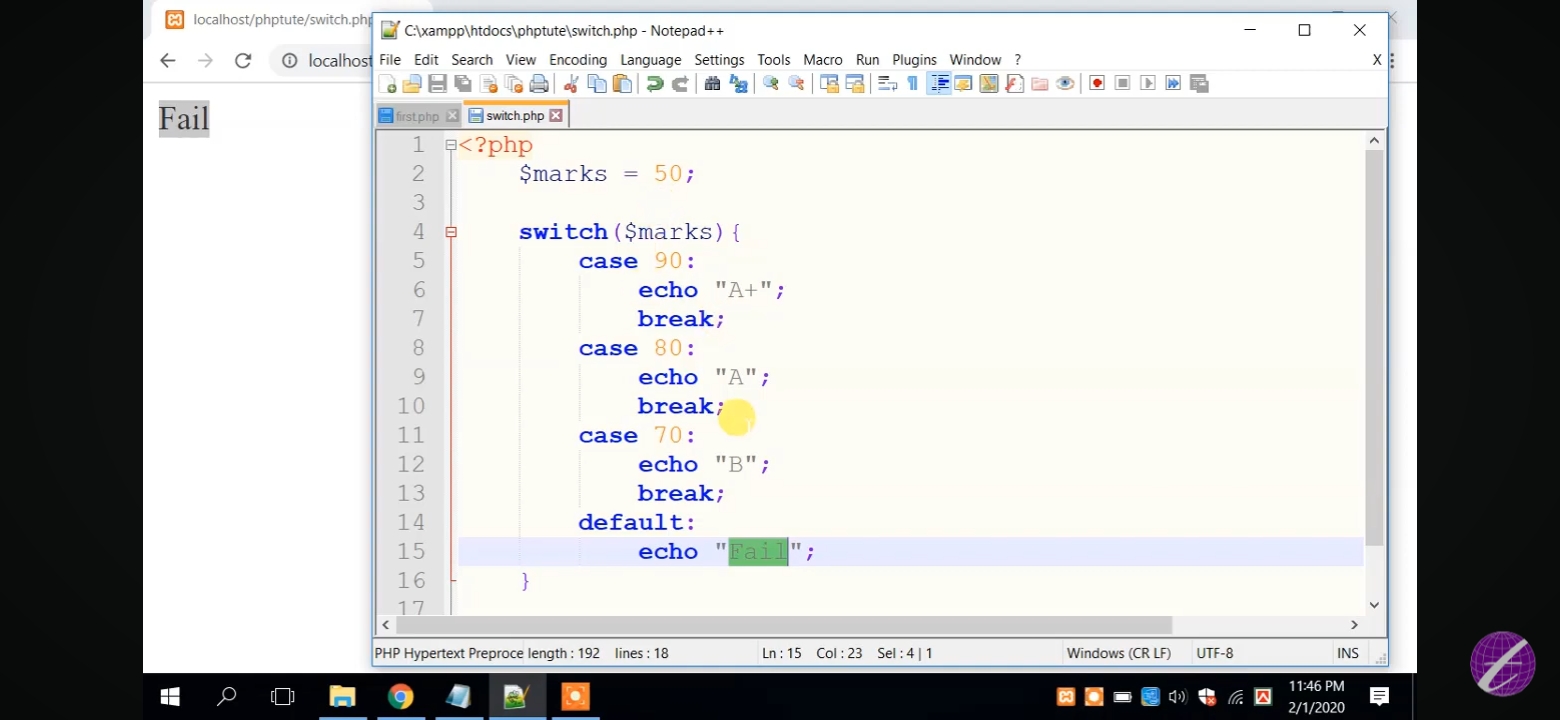 localhost/phptute/switch.php
localhost
Fail
C:\xampp\htdocs\phptute\switch.php - Notepad++
File Edit Search View Encoding Language Settings Tools Macro Run Plugins Window ? X
first.php switch.php
1 <?php
2 $marks = 50;
3
4 switch($marks){
5 case 90:
6 echo "A+";
7 break;
8 case 80:
9 echo "A";
10 break;
11 case 70:
12 echo "B";
13 break;
14 default:
15 echo "Fail";
16 }
17
PHP Hypertext Preproce length : 192 lines : 18 Ln : 15 Col : 23 Sel : 4 | 1 Windows (CR LF) UTF-8 INS
11:46 PM
2/1/2020